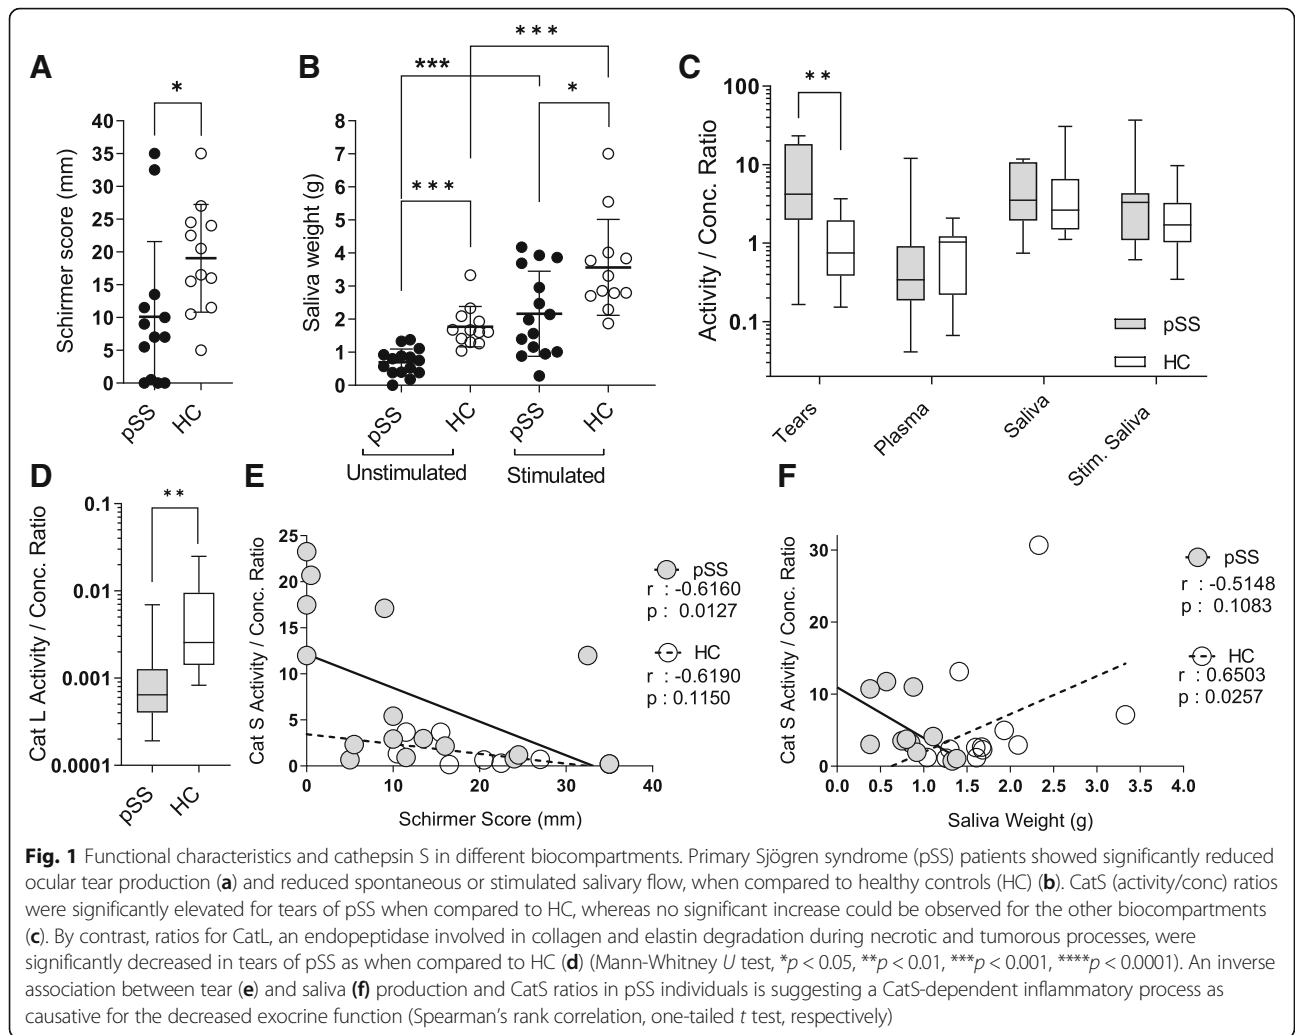 A
*
Schirmer score (mm)
40
35
30
25
20
15
10
5
0
pSS
HC
B
***
***
*
***
Saliva weight (g)
8
7
6
5
4
3
2
1
0
pSS
HC
pSS
HC
Unstimulated
Stimulated
C
**
Activity / Conc. Ratio
100
10
1
0.1
pSS
HC
Tears
Plasma
Saliva
Stim. Saliva
D
**
Cat L Activity / Conc. Ratio
0.1
0.01
0.001
0.0001
pSS
HC
E
Cat S Activity / Conc. Ratio
25
20
15
10
5
0
0
10
20
30
40
Schirmer Score (mm)
pSS
r : -0.6160
p : 0.0127
HC
r : -0.6190
p : 0.1150
F
Cat S Activity / Conc. Ratio
30
20
10
0
0.0 0.5 1.0 1.5 2.0 2.5 3.0 3.5 4.0
Saliva Weight (g)
pSS
r : -0.5148
p : 0.1083
HC
r : 0.6503
p : 0.0257
Fig. 1 Functional characteristics and cathepsin S in different biocompartments. Primary Sjögren syndrome (pSS) patients showed significantly reduced
ocular tear production (a) and reduced spontaneous or stimulated salivary flow, when compared to healthy controls (HC) (b). CatS (activity/conc) ratios
were significantly elevated for tears of pSS when compared to HC, whereas no significant increase could be observed for the other biocompartments
(c). By contrast, ratios for CatL, an endopeptidase involved in collagen and elastin degradation during necrotic and tumorous processes, were
significantly decreased in tears of pSS as when compared to HC (d) (Mann-Whitney U test, *p < 0.05, **p < 0.01, ***p < 0.001, ****p < 0.0001). An inverse
association between tear (e) and saliva (f) production and CatS ratios in pSS individuals is suggesting a CatS-dependent inflammatory process as
causative for the decreased exocrine function (Spearman's rank correlation, one-tailed t test, respectively)